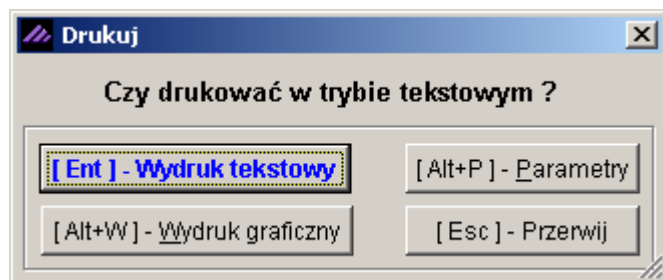 Drukuj
Czy drukować w trybie tekstowym ?
[ Ent ] - Wydruk tekstowy
[ Alt+P ] - Parametry
[ Alt+W ] - Wydruk graficzny
[ Esc ] - Przerwij